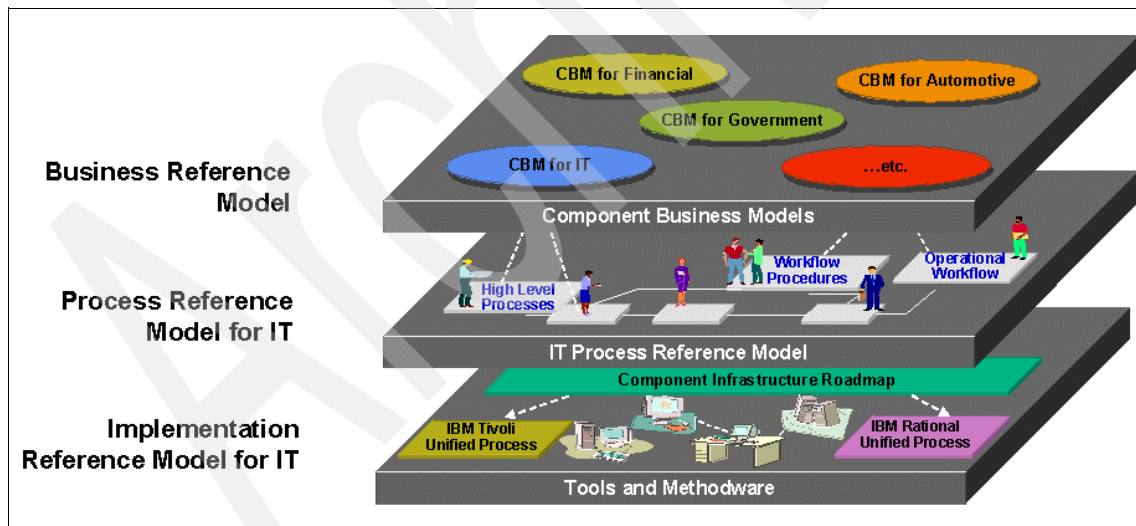 CBM for Financial
CBM for Automotive
CBM for Government
CBM for IT
...etc.
Business Reference
Model
Component Business Models
High Level
Processes
Workflow
Procedures
Operational
Workflow
Process Reference
Model for IT
IT Process Reference Model
Component Infrastructure Roadmap
IBM Tivoli
Unified Process
IBM Rational
Unified Process
Implementation
Reference Model for IT
Tools and Methodware